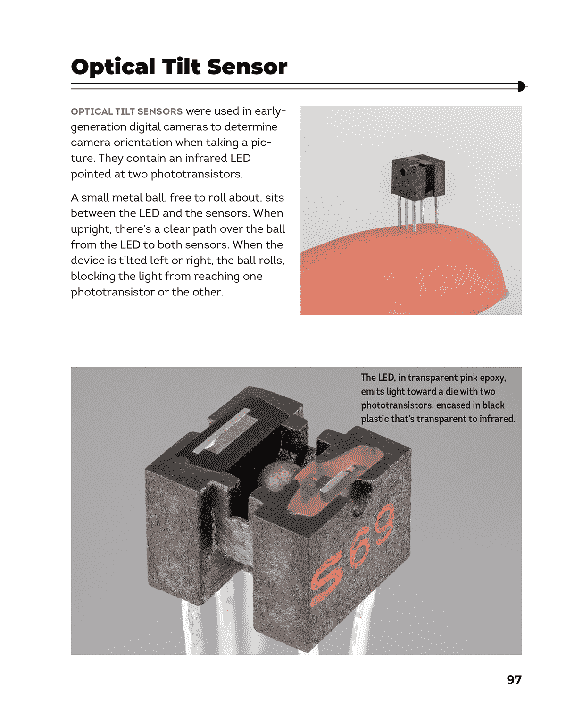 Optical Tilt Sensor
OPTICAL TILT SENSORS were used in early-
generation digital cameras to determine
camera orientation when taking a pic-
ture. They contain an infrared LED
pointed at two phototransistors.
A small metal ball, free to roll about, sits
between the LED and the sensors. When
upright, there's a clear path over the ball
from the LED to both sensors. When the
device is tilted left or right, the ball rolls,
blocking the light from reaching one
phototransistor or the other.
The LED, in transparent pink epoxy,
emits light toward a die with two
phototransistors, encased in black
plastic that's transparent to infrared.
S69
97